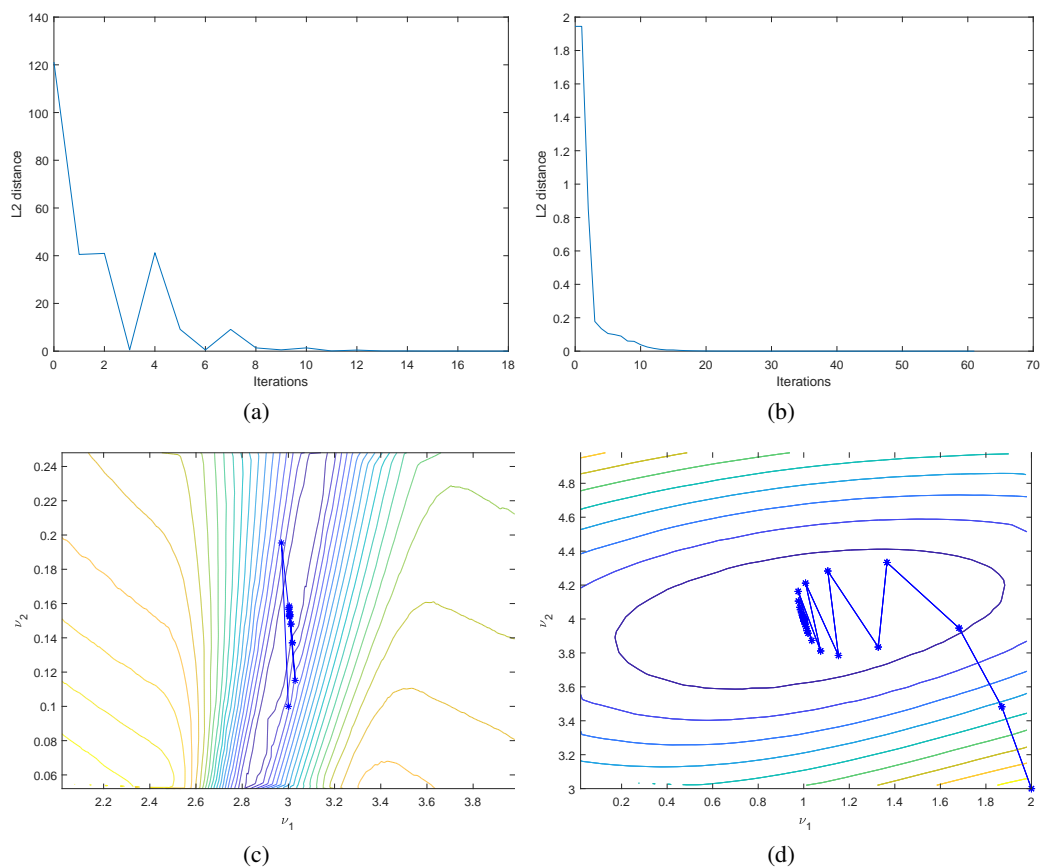 140
120
100
80
60
40
20
0
L2 distance
0 2 4 6 8 10 12 14 16 18
Iterations
(a)
2
1.8
1.6
1.4
1.2
1
0.8
0.6
0.4
0.2
0
L2 distance
0 10 20 30 40 50 60 70
Iterations
(b)
0.24
0.22
0.2
0.18
0.16
0.14
0.12
0.1
0.08
0.06
ν2
2.2 2.4 2.6 2.8 3 3.2 3.4 3.6 3.8
ν1
(c)
4.8
4.6
4.4
4.2
4
3.8
3.6
3.4
3.2
3
ν2
0.2 0.4 0.6 0.8 1 1.2 1.4 1.6 1.8 2
ν1
(d)